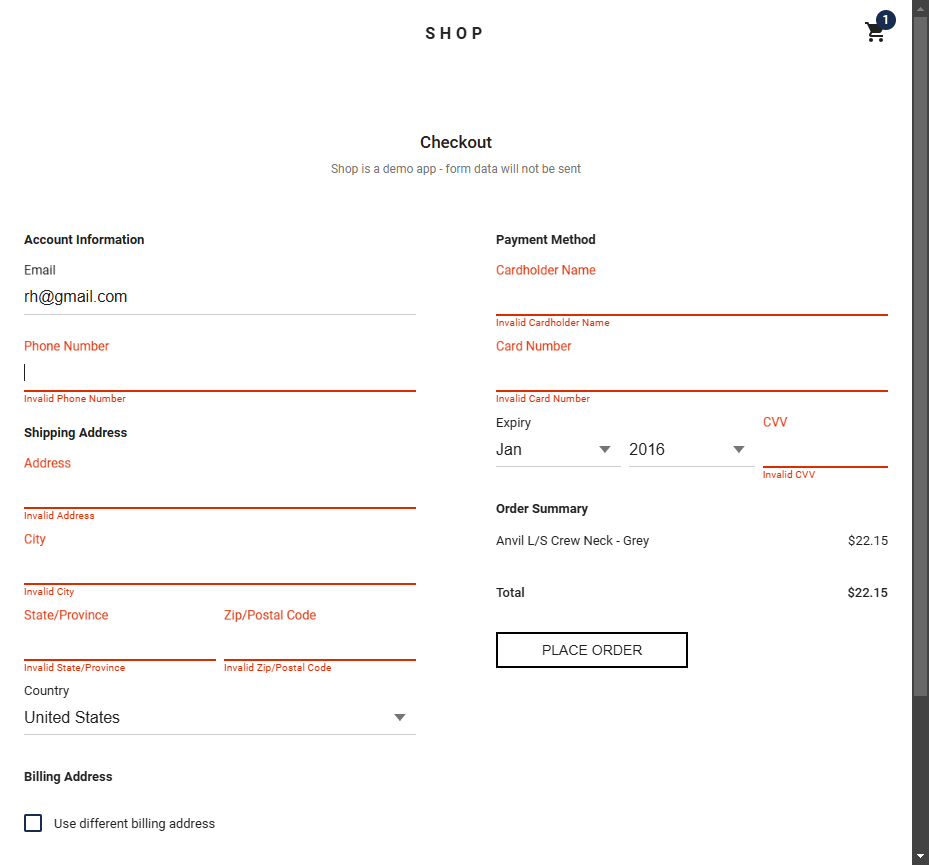 SHOP
1
Checkout
Shop is a demo app - form data will not be sent
Account Information
Email
rh@gmail.com
Phone Number
Invalid Phone Number
Shipping Address
Address
Invalid Address
City
Invalid City
State/Province
Invalid State/Province
Zip/Postal Code
Invalid Zip/Postal Code
Country
United States
Billing Address
Use different billing address
Payment Method
Cardholder Name
Invalid Cardholder Name
Card Number
Invalid Card Number
Expiry
Jan
2016
CVV
Invalid CVV
Order Summary
Anvil L/S Crew Neck - Grey $22.15
Total $22.15
PLACE ORDER